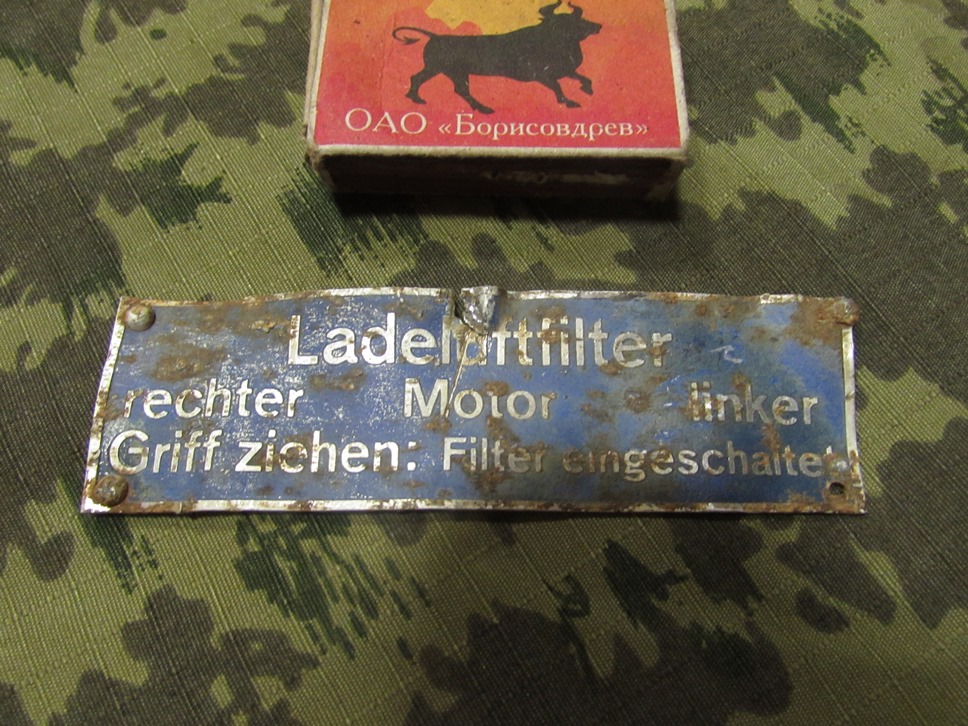 ОАО «Борисовдрев»
Ladeluftfilter
rechter Motor linker
Griff ziehen: Filter eingeschaltet